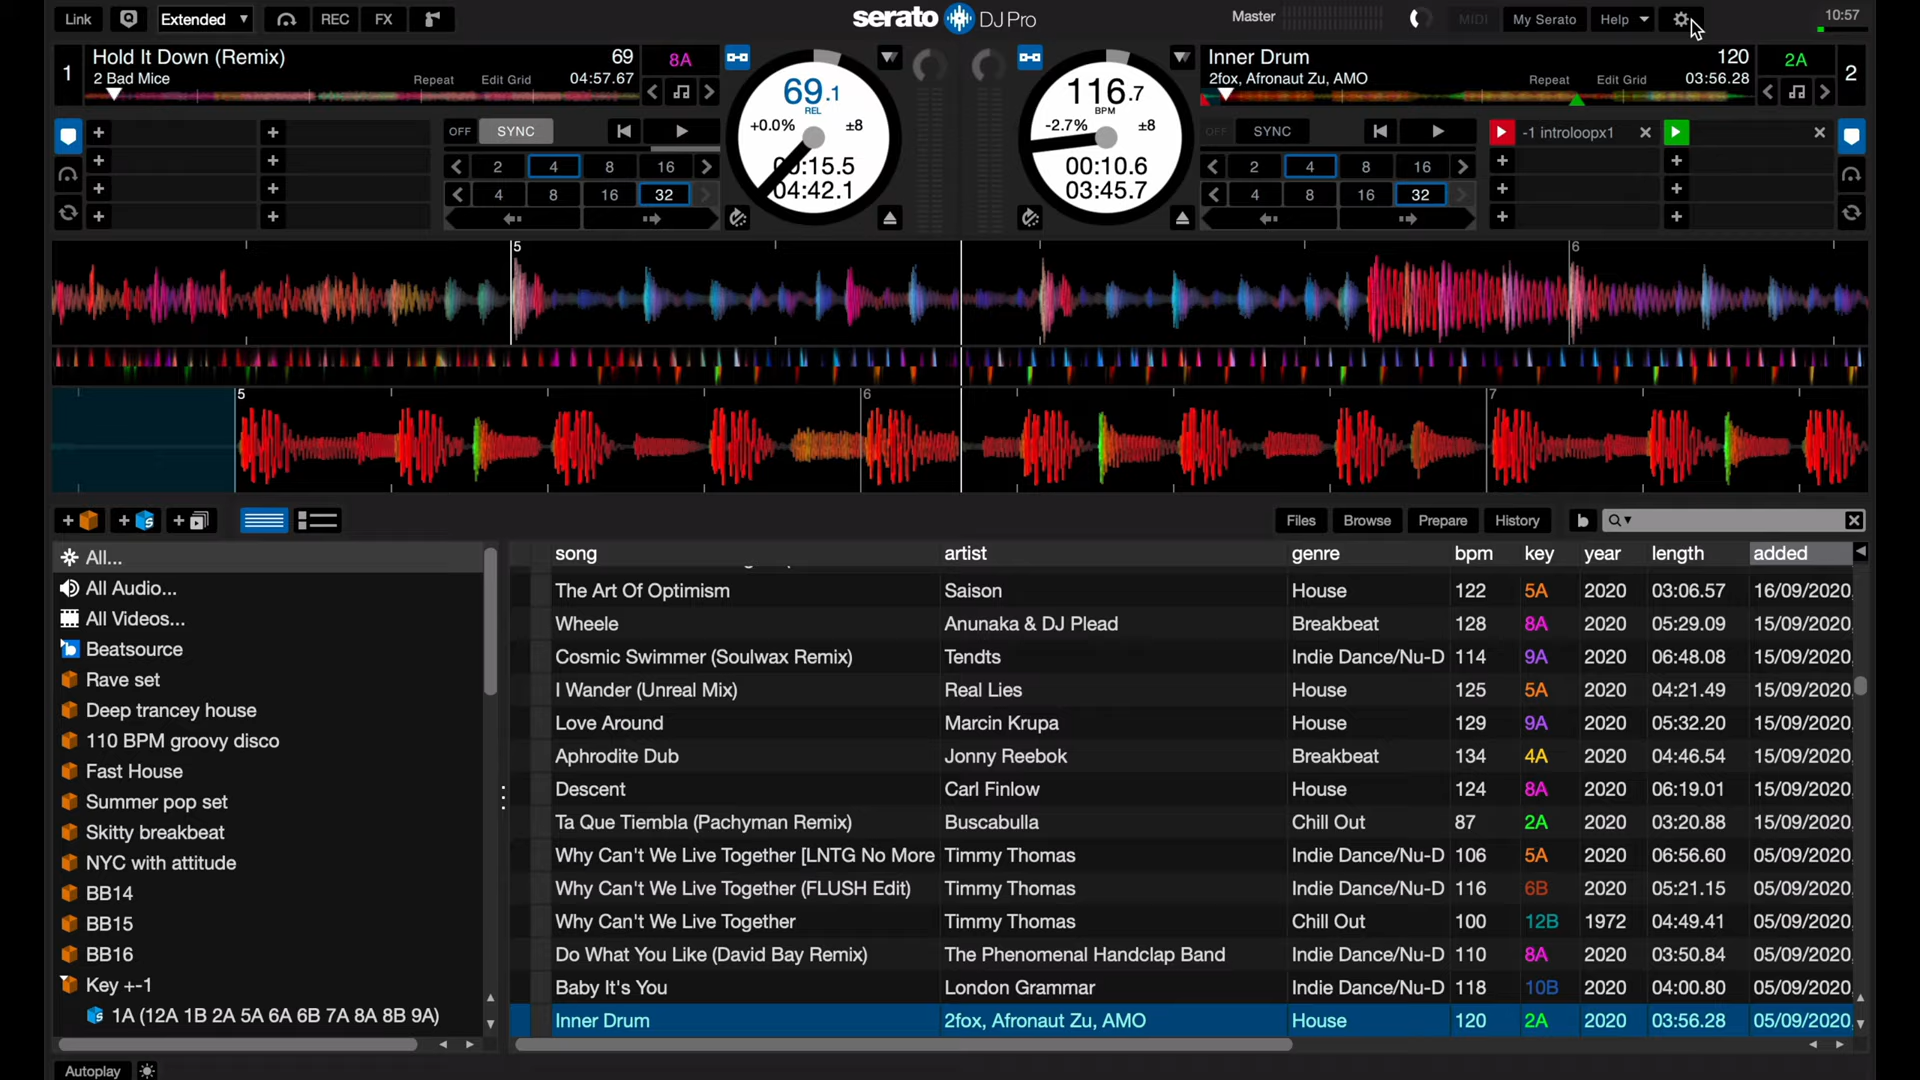 Link Extended REC FX serato DJ Pro Master MIDI My Serato Help 10:57
1 Hold It Down (Remix) 69 8A
2 Bad Mice Repeat Edit Grid 04:57.67
69.1 REL +0.0% ±8 00:15.5 04:42.1
116.7 BPM -2.7% ±8 00:10.6 03:45.7
Inner Drum 120 2A 2
2fox, Afronaut Zu, AMO Repeat Edit Grid 03:56.28
OFF SYNC
2 4 8 16
4 8 16 32
OFF SYNC -1 introloopx1
2 4 8 16
4 8 16 32
5 6
5 6 7
Files Browse Prepare History
All...
All Audio...
All Videos...
Beatsource
Rave set
Deep trancey house
110 BPM groovy disco
Fast House
Summer pop set
Skitty breakbeat
NYC with attitude
BB14
BB15
BB16
Key +-1
1A (12A 1B 2A 5A 6A 6B 7A 8A 8B 9A)
song artist genre bpm key year length added
The Art Of Optimism Saison House 122 5A 2020 03:06.57 16/09/2020,
Wheele Anunaka & DJ Plead Breakbeat 128 8A 2020 05:29.09 15/09/2020,
Cosmic Swimmer (Soulwax Remix) Tendts Indie Dance/Nu-D 114 9A 2020 06:48.08 15/09/2020,
I Wander (Unreal Mix) Real Lies House 125 5A 2020 04:21.49 15/09/2020,
Love Around Marcin Krupa House 129 9A 2020 05:32.20 15/09/2020,
Aphrodite Dub Jonny Reebok Breakbeat 134 4A 2020 04:46.54 15/09/2020,
Descent Carl Finlow House 124 8A 2020 06:19.01 15/09/2020,
Ta Que Tiembla (Pachyman Remix) Buscabulla Chill Out 87 2A 2020 03:20.88 15/09/2020,
Why Can't We Live Together [LNTG No More Timmy Thomas Indie Dance/Nu-D 106 5A 2020 06:56.60 05/09/2020,
Why Can't We Live Together (FLUSH Edit) Timmy Thomas Indie Dance/Nu-D 116 6B 2020 05:21.15 05/09/2020,
Why Can't We Live Together Timmy Thomas Chill Out 100 12B 1972 04:49.41 05/09/2020,
Do What You Like (David Bay Remix) The Phenomenal Handclap Band Indie Dance/Nu-D 110 8A 2020 03:50.84 05/09/2020,
Baby It's You London Grammar Indie Dance/Nu-D 118 10B 2020 04:00.80 05/09/2020,
Inner Drum 2fox, Afronaut Zu, AMO House 120 2A 2020 03:56.28 05/09/2020,
Autoplay